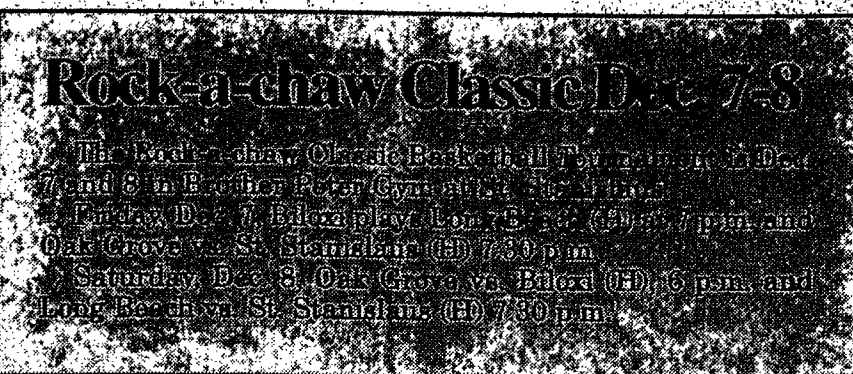 Rock-a-chaw Classic Dec. 7-8
The Rock-a-chaw Classic Basketball Tournament is Dec.
7 and 8 in Brother Peter Gym at St. Stanislaus.
Friday, Dec. 7, Biloxi plays Long Beach (H) at 7 p.m. and
Oak Grove vs. St. Stanislaus (H) 7:30 p.m.
Saturday, Dec. 8, Oak Grove vs. Biloxi (H), 6 p.m. and
Long Beach vs. St. Stanislaus (H) 7:30 p.m.